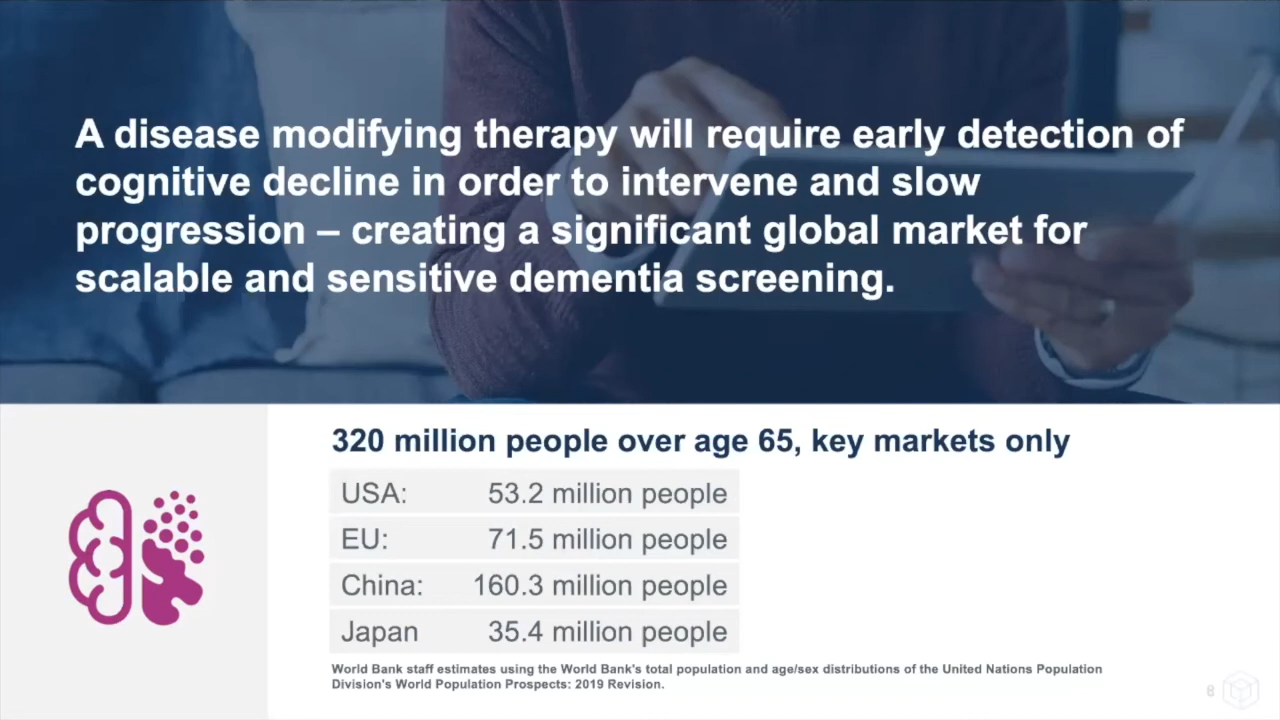 A disease modifying therapy will require early detection of
cognitive decline in order to intervene and slow
progression – creating a significant global market for
scalable and sensitive dementia screening.
320 million people over age 65, key markets only
USA: 53.2 million people
EU: 71.5 million people
China: 160.3 million people
Japan 35.4 million people
World Bank staff estimates using the World Bank's total population and age/sex distributions of the United Nations Population
Division's World Population Prospects: 2019 Revision.
8